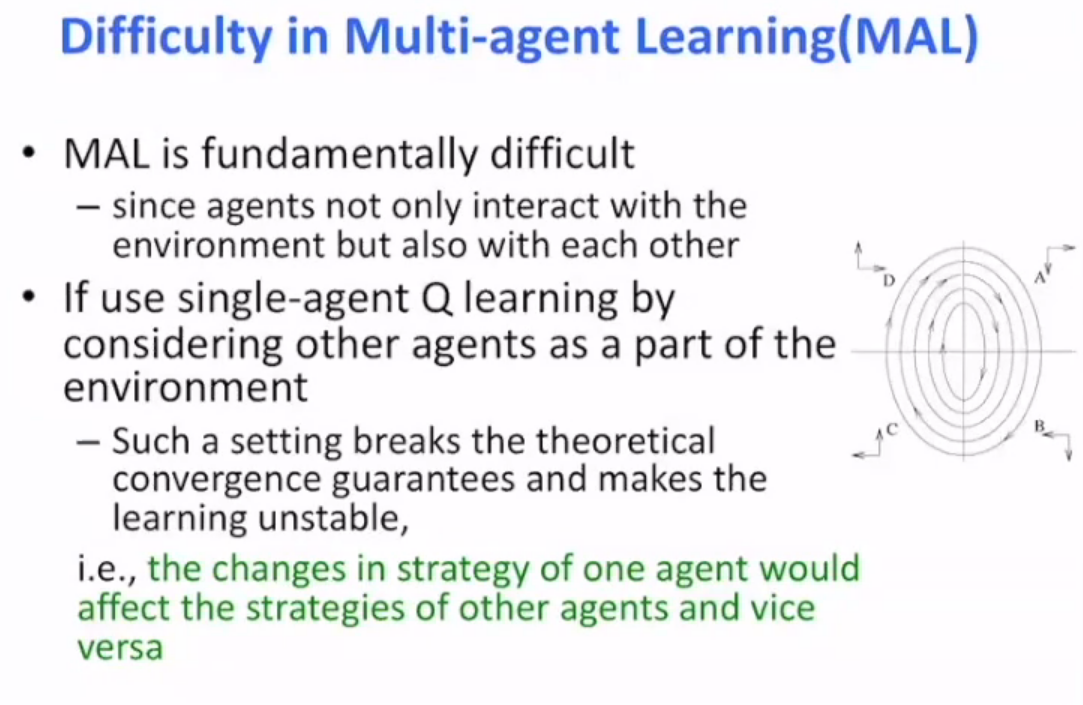 Difficulty in Multi-agent Learning(MAL)
• MAL is fundamentally difficult
– since agents not only interact with the
environment but also with each other
• If use single-agent Q learning by
considering other agents as a part of the
environment
– Such a setting breaks the theoretical
convergence guarantees and makes the
learning unstable,
i.e., the changes in strategy of one agent would
affect the strategies of other agents and vice
versa
D
A
C
B